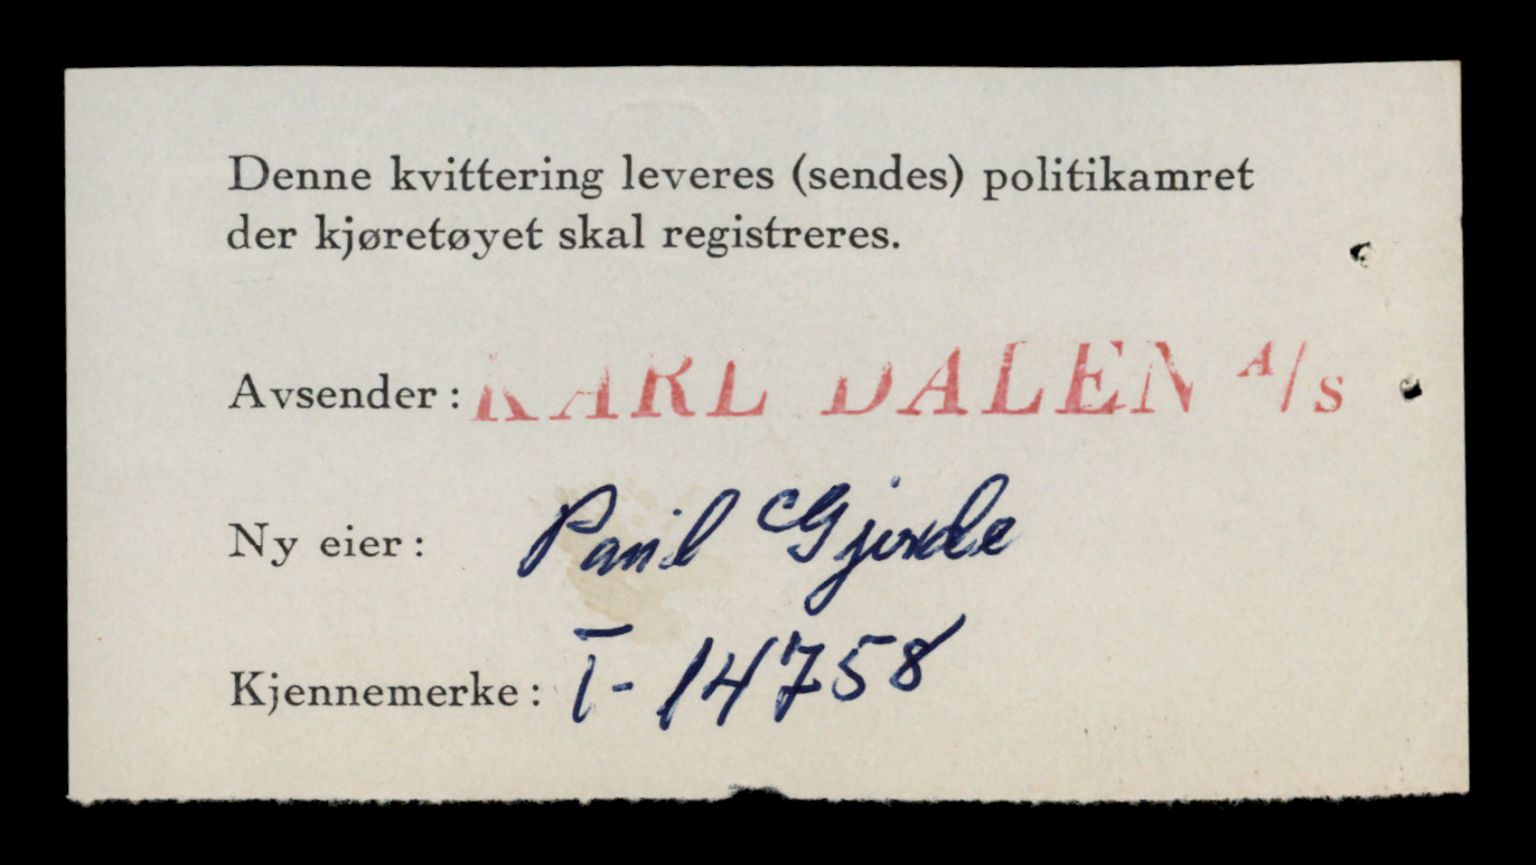 Denne kvittering leveres (sendes) politikamret
der kjøretøyet skal registreres.
Avsender: KARL DALEN A/s
Ny eier: Paul Gjerde
Kjennemerke: T-14758